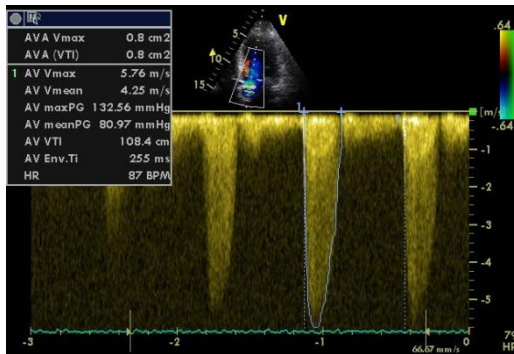 AVA Vmax 0.8 cm2
AVA (VTI) 0.8 cm2
1 AV Vmax 5.76 m/s
AV Vmean 4.25 m/s
AV maxPG 132.56 mmHg
AV meanPG 80.97 mmHg
AV VTI 108.4 cm
AV Env.Ti 255 ms
HR 87 BPM
V
5
10
15
.64
-.64
1
[m/s
-1
-2
-3
-4
-5
-3 -2 -1 0
66.67 mm/s
79
HR